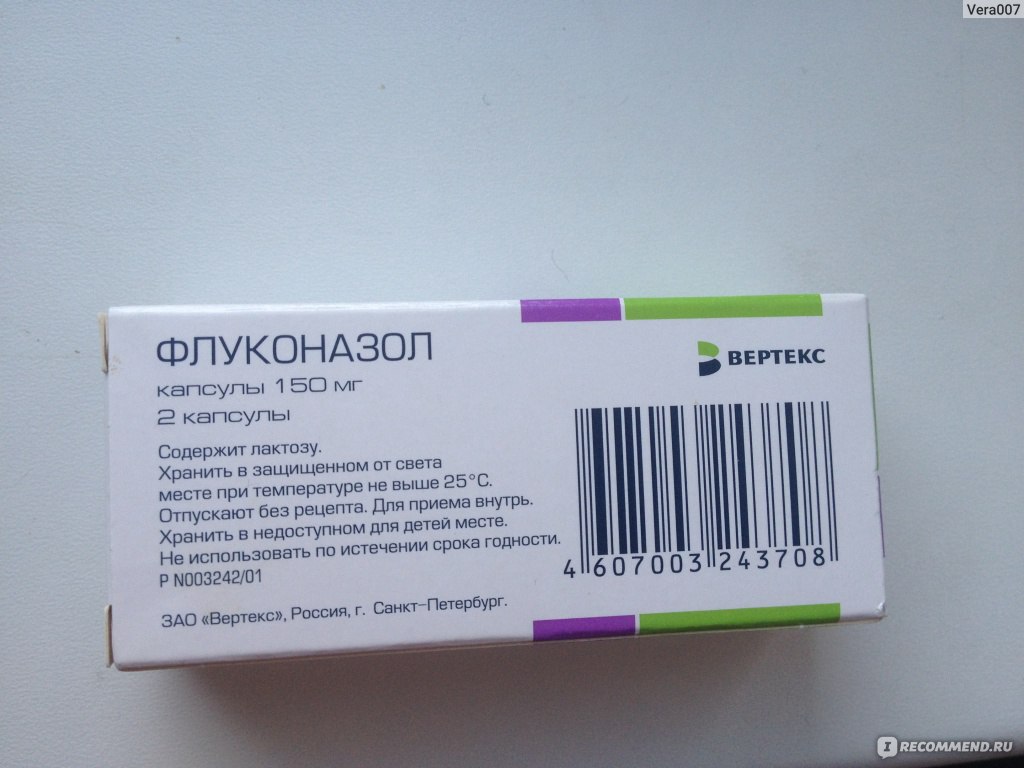 Vera007
ФЛУКОНАЗОЛ
капсулы 150 мг
2 капсулы
ВЕРТЕКС
Содержит лактозу.
Хранить в защищенном от света
месте при температуре не выше 25°С.
Отпускают без рецепта. Для приема внутрь.
Хранить в недоступном для детей месте.
Не использовать по истечении срока годности.
Р N003242/01
ЗАО «Вертекс», Россия, г. Санкт-Петербург.
4 607003 243708
IRECOMMEND.RU